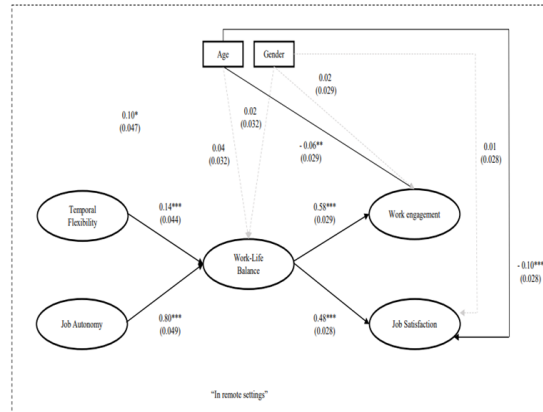 Age
Gender
0.02
(0.029)
0.10*
(0.047)
0.02
(0.032)
0.04
(0.032)
- 0.06**
(0.029)
0.01
(0.028)
Temporal
Flexibility
0.14***
(0.044)
0.58***
(0.029)
Work engagement
Work-Life
Balance
- 0.10***
(0.028)
Job Autonomy
0.80***
(0.049)
0.48***
(0.028)
Job Satisfaction
"In remote settings"